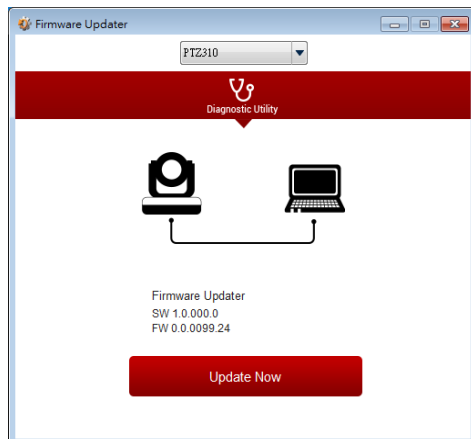 Firmware Updater
PTZ310
Diagnostic Utility
Firmware Updater
SW 1.0.000.0
FW 0.0.0099.24
Update Now